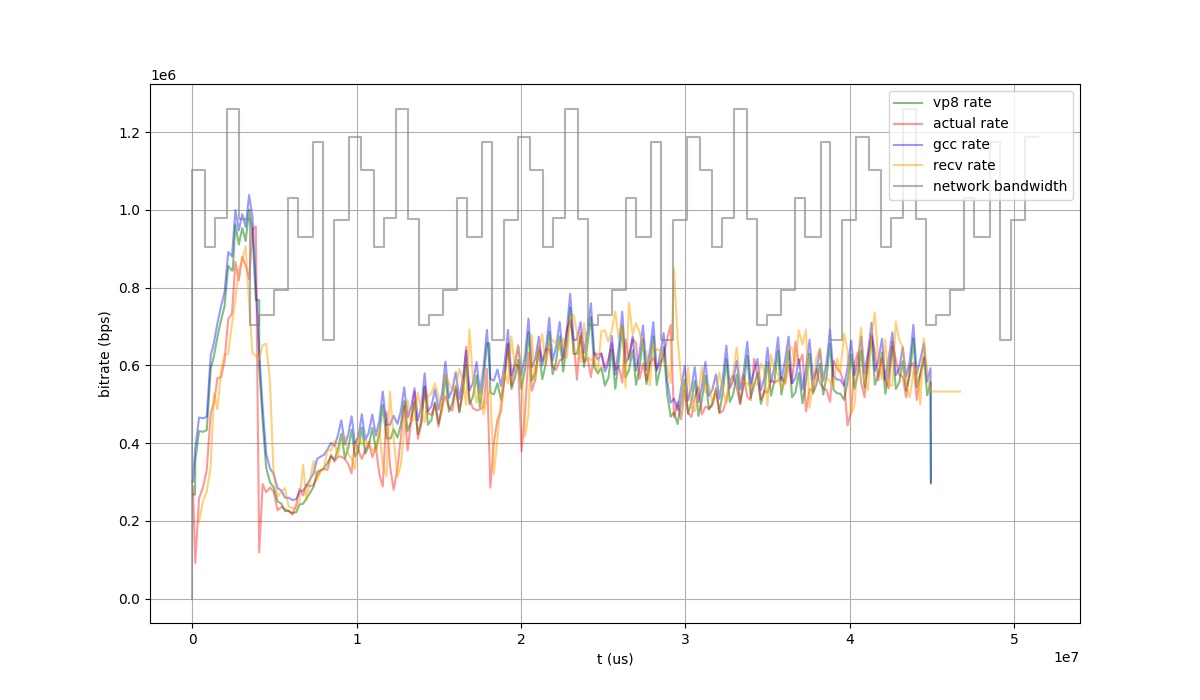 1e6
1.2
1.0
0.8
0.6
0.4
0.2
0.0
bitrate (bps)
vp8 rate
actual rate
gcc rate
recv rate
network bandwidth
0 1 2 3 4 5
t (us)
1e7